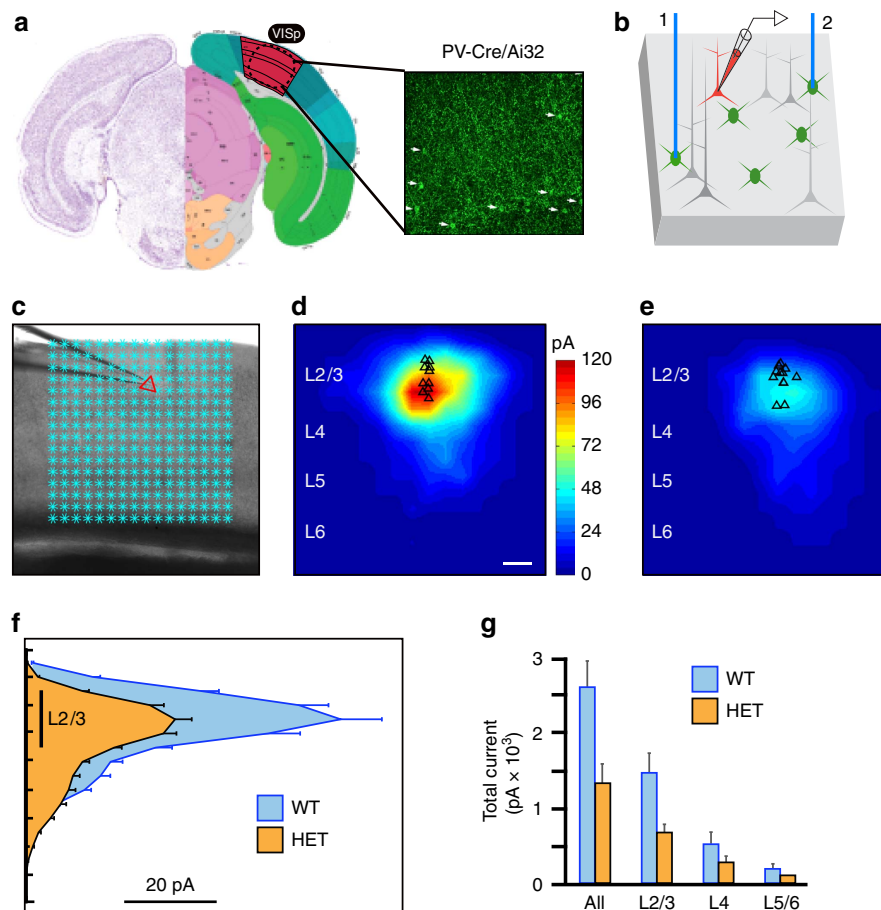 a
VISp
PV-Cre/Ai32
b
1
2
c
d
pA
120
96
72
48
24
0
L2/3
L4
L5
L6
e
L2/3
L4
L5
L6
f
L2/3
WT
HET
20 pA
g
Total current
(pA × 10³)
3
2
1
0
WT
HET
All
L2/3
L4
L5/6